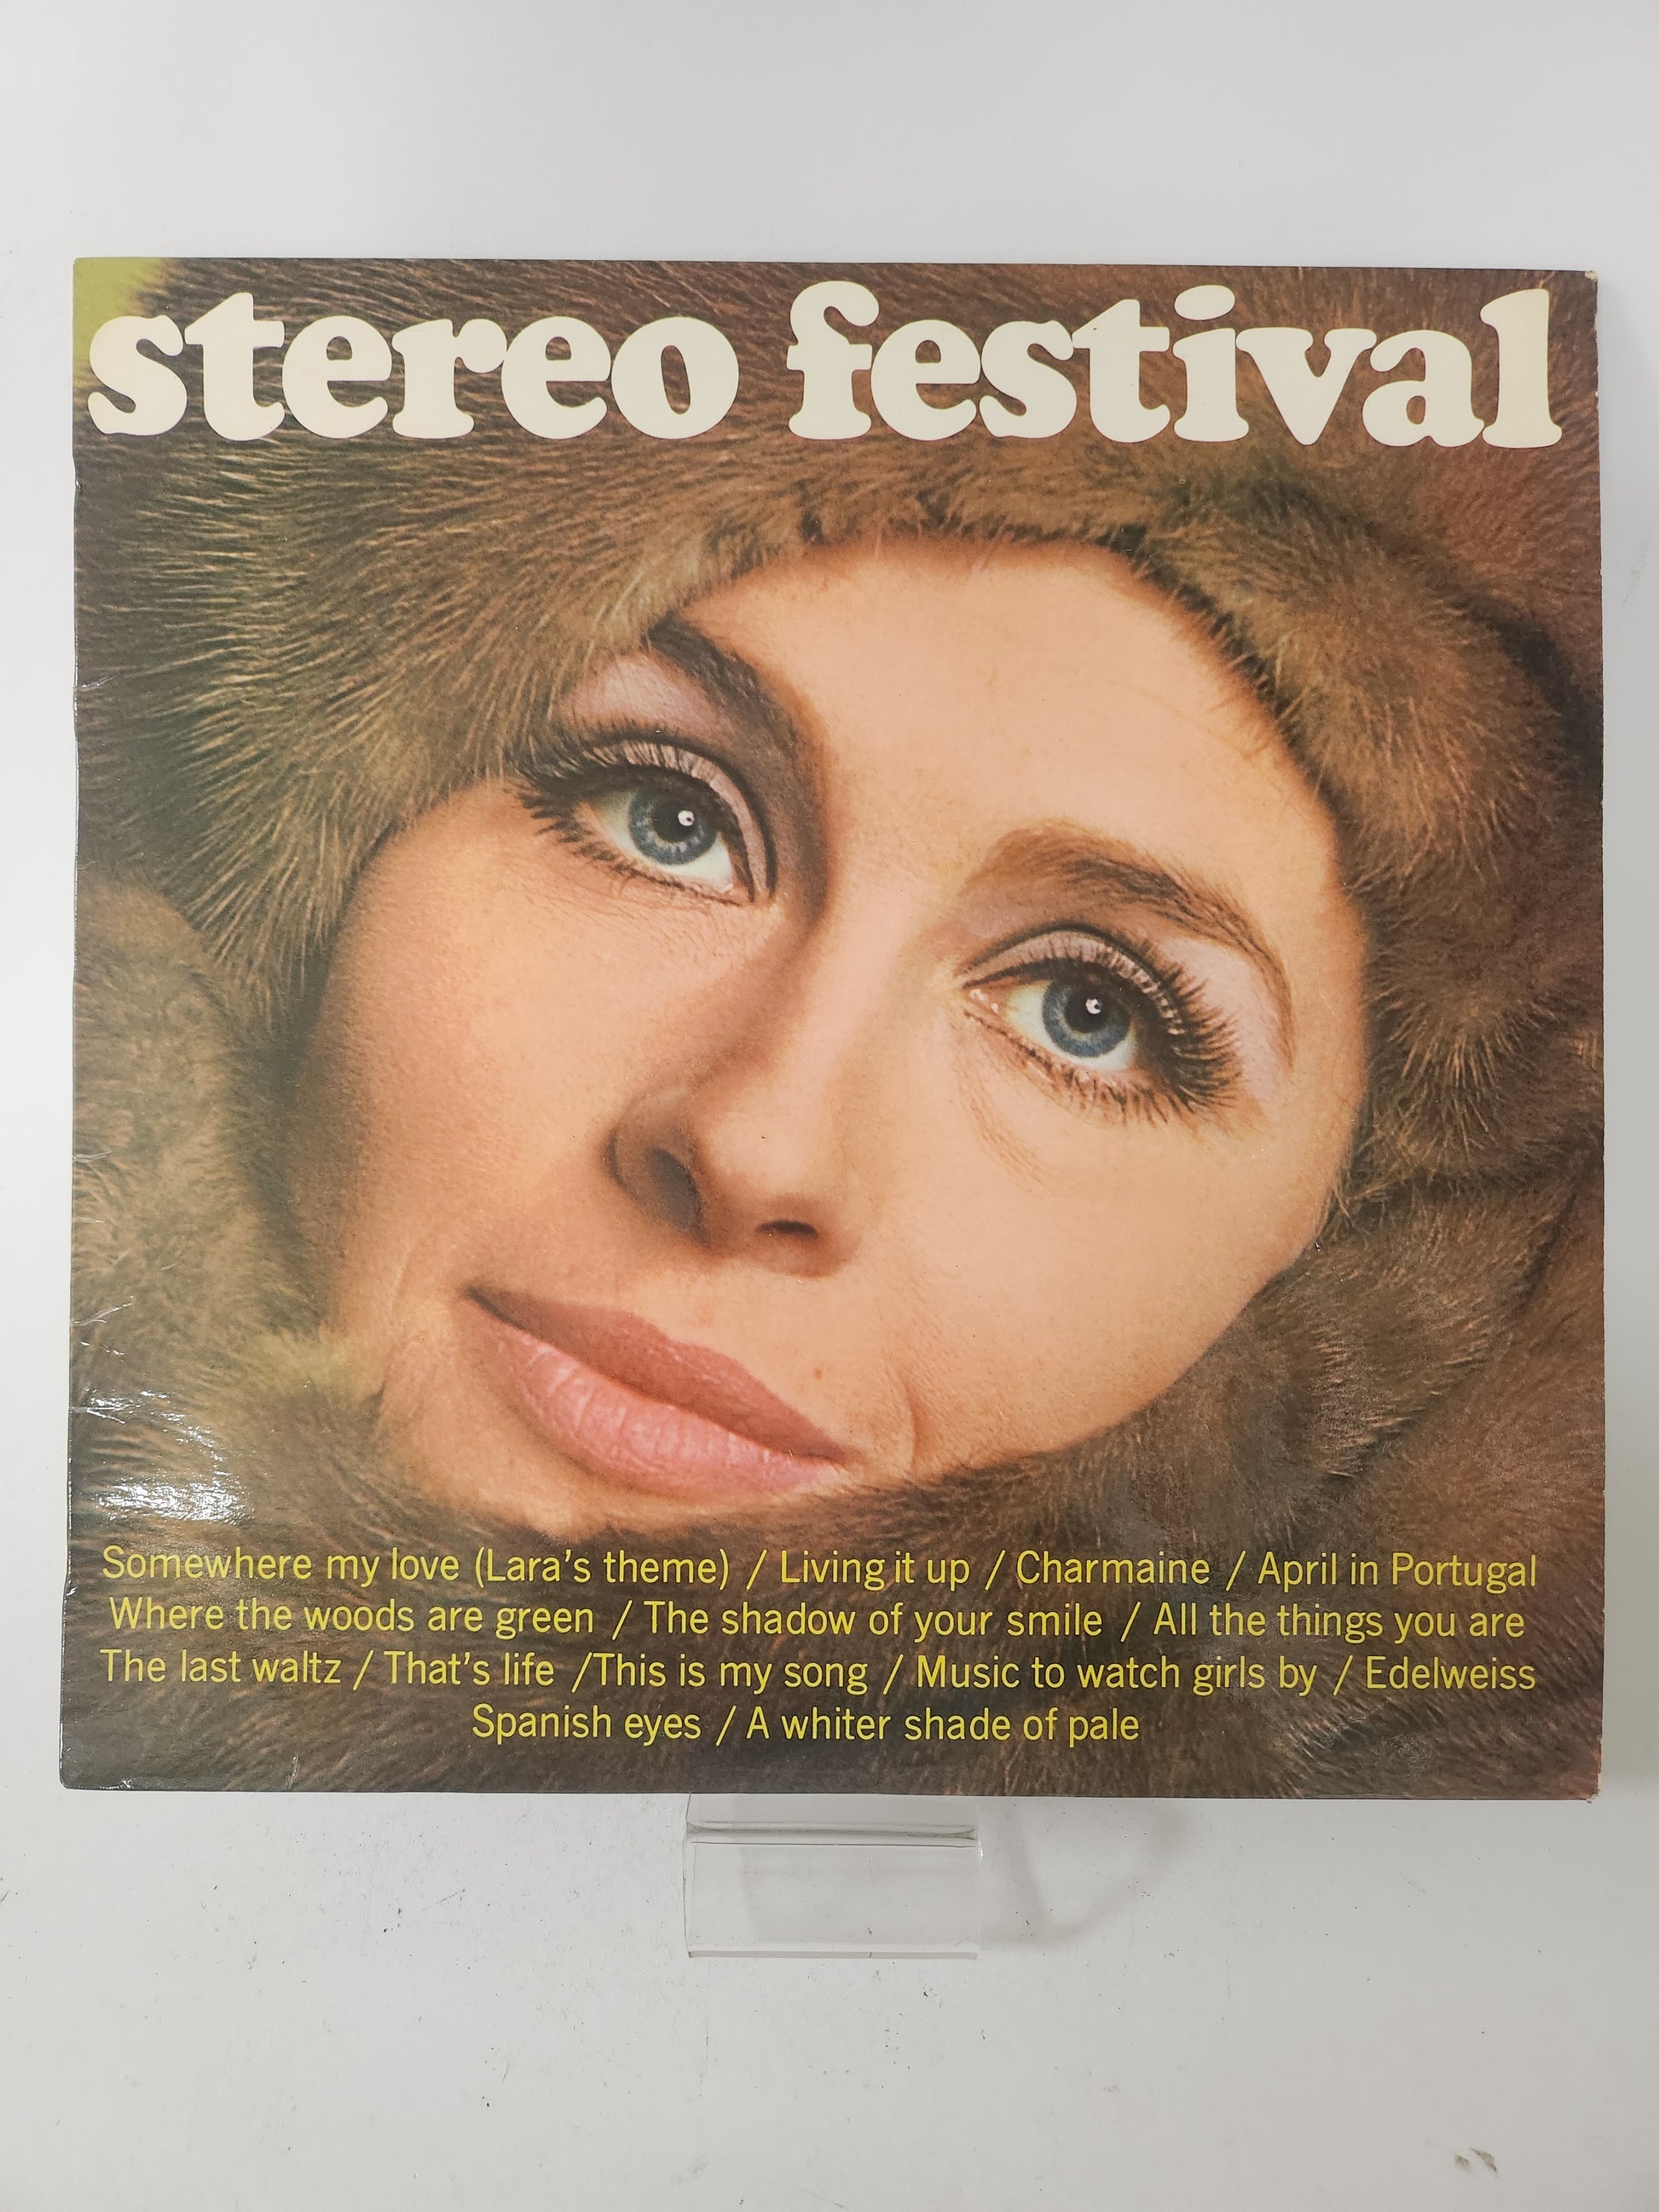 stereo festival
Somewhere my love (Lara's theme) / Living it up / Charmaine / April in Portugal
Where the woods are green / The shadow of your smile / All the things you are
The last waltz / That's life /This is my song / Music to watch girls by / Edelweiss
Spanish eyes / A whiter shade of pale